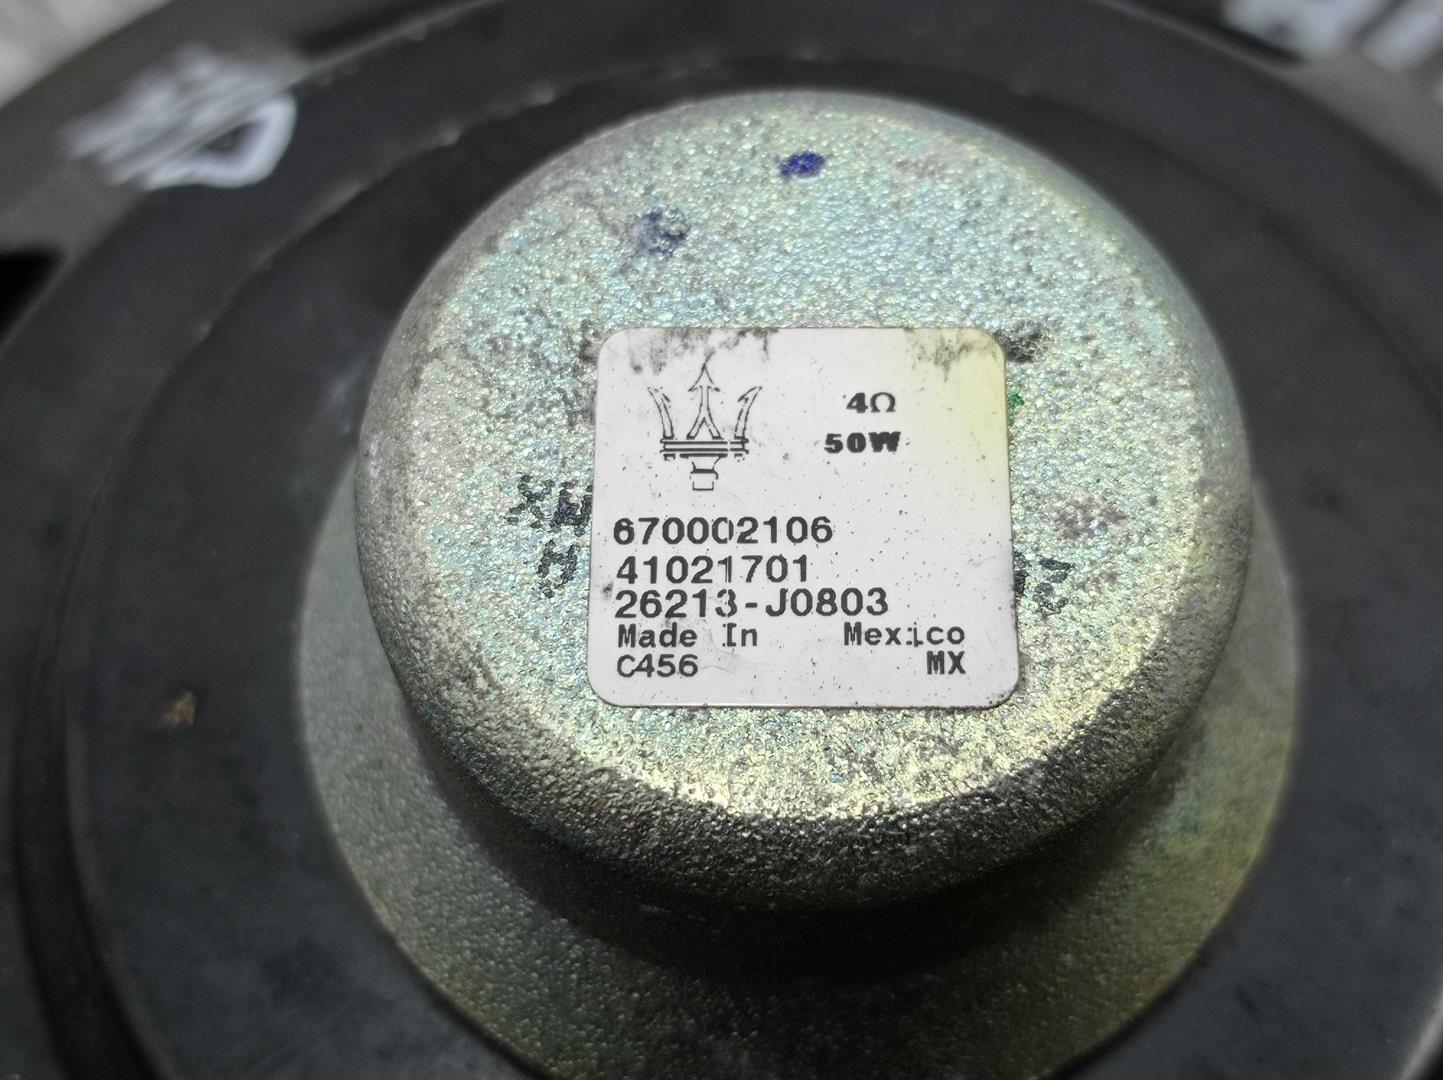 4Ω
50W
670002106
41021701
26213-J0803
Made In Mexico
C456 MX